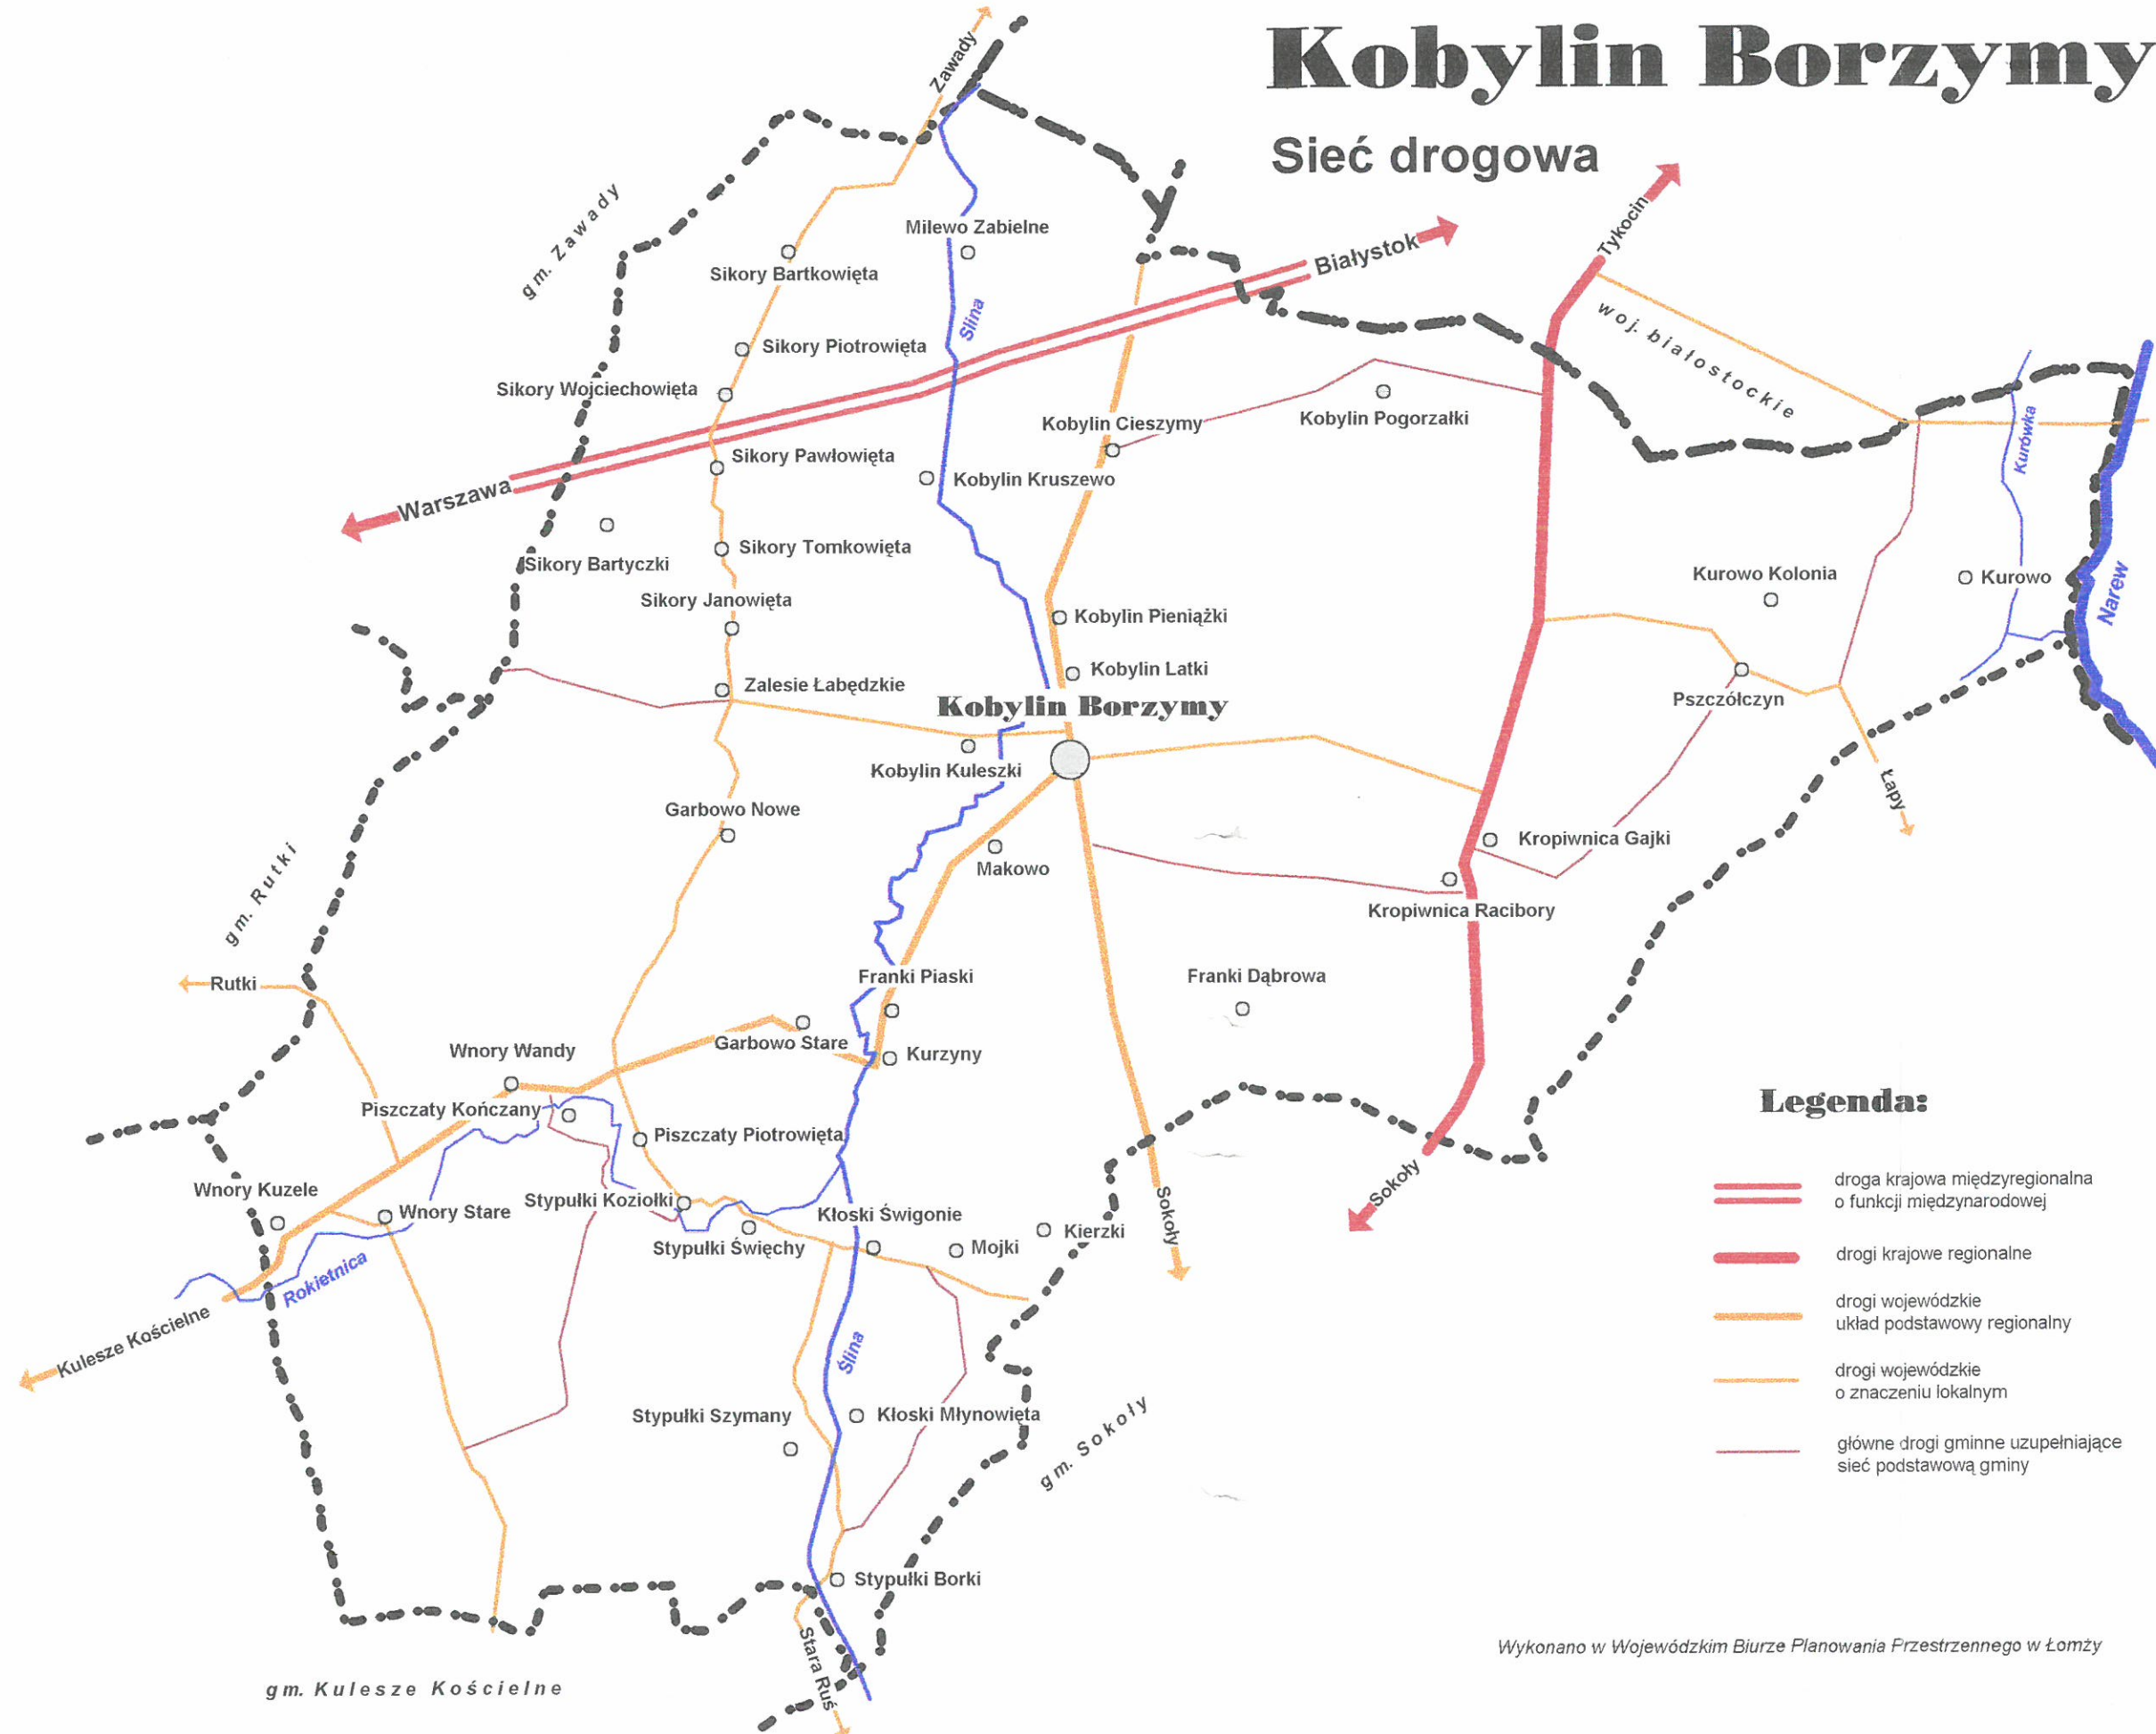 Kobylin Borzymy
Sieć drogowa
Zawady
gm. Zawady
Tykocin
Białystok
Milewo Zabielne
Sikory Bartkowięta
Ślina
woj. białostockie
Sikory Piotrowięta
Sikory Wojciechowięta
Kobylin Cieszymy
Kobylin Pogorzałki
Kurówka
Sikory Pawłowięta
Kobylin Kruszewo
Warszawa
Sikory Tomkowięta
Sikory Bartyczki
Kurowo Kolonia
Kurowo
Narew
Sikory Janowięta
Kobylin Pieniążki
Kobylin Latki
Zalesie Łabędzkie
Pszczółczyn
Kobylin Borzymy
Kobylin Kuleszki
Łapy
Garbowo Nowe
Kropiwnica Gajki
Makowo
gm. Rutki
Kropiwnica Racibory
Rutki
Franki Piaski
Franki Dąbrowa
Garbowo Stare
Wnory Wandy
Kurzyny
Piszczaty Kończany
Piszczaty Piotrowięta
Wnory Kuzele
Wnory Stare
Stypułki Koziołki
Kłoski Świgonie
Sokoły
Sokoły
Kierzki
Stypułki Święchy
Mojki
Rokietnica
Kulesze Kościelne
Ślina
Stypułki Szymany
Kłoski Młynowięta
gm. Sokoły
Stypułki Borki
Stara Ruś
gm. Kulesze Kościelne
Legenda:
droga krajowa międzyregionalna
o funkcji międzynarodowej
drogi krajowe regionalne
drogi wojewódzkie
układ podstawowy regionalny
drogi wojewódzkie
o znaczeniu lokalnym
główne drogi gminne uzupełniające
sieć podstawową gminy
Wykonano w Wojewódzkim Biurze Planowania Przestrzennego w Łomży